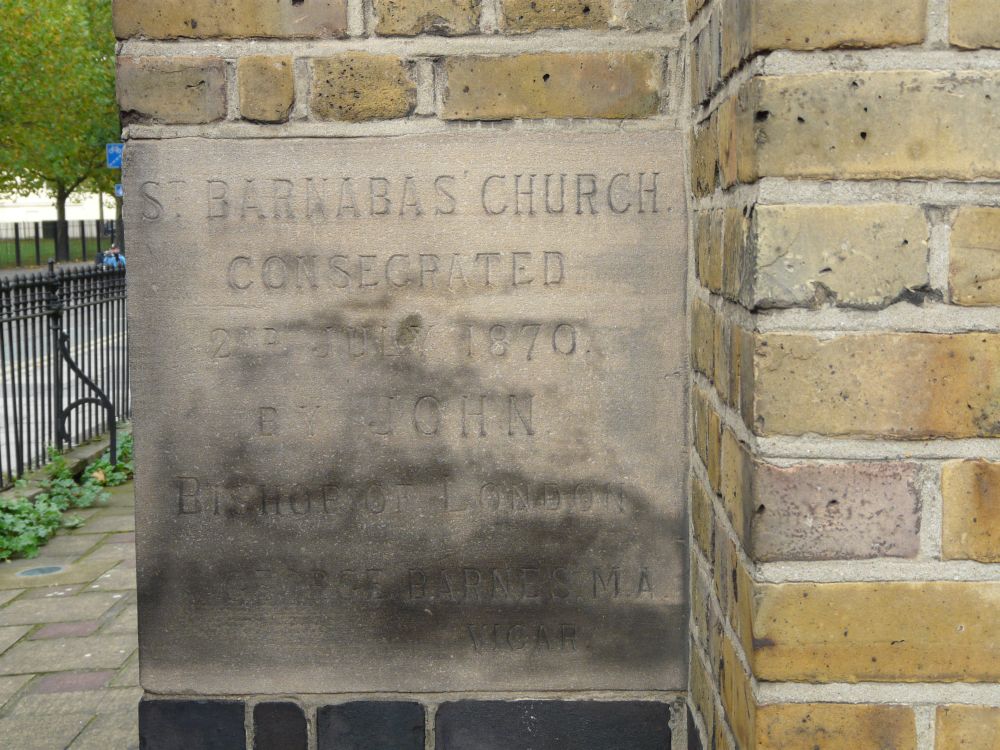 ST. BARNABAS' CHURCH.
CONSECRATED
2ND JULY 1870.
BY JOHN.
BISHOP OF LONDON.
GEORGE BARNES. M.A.
VICAR.